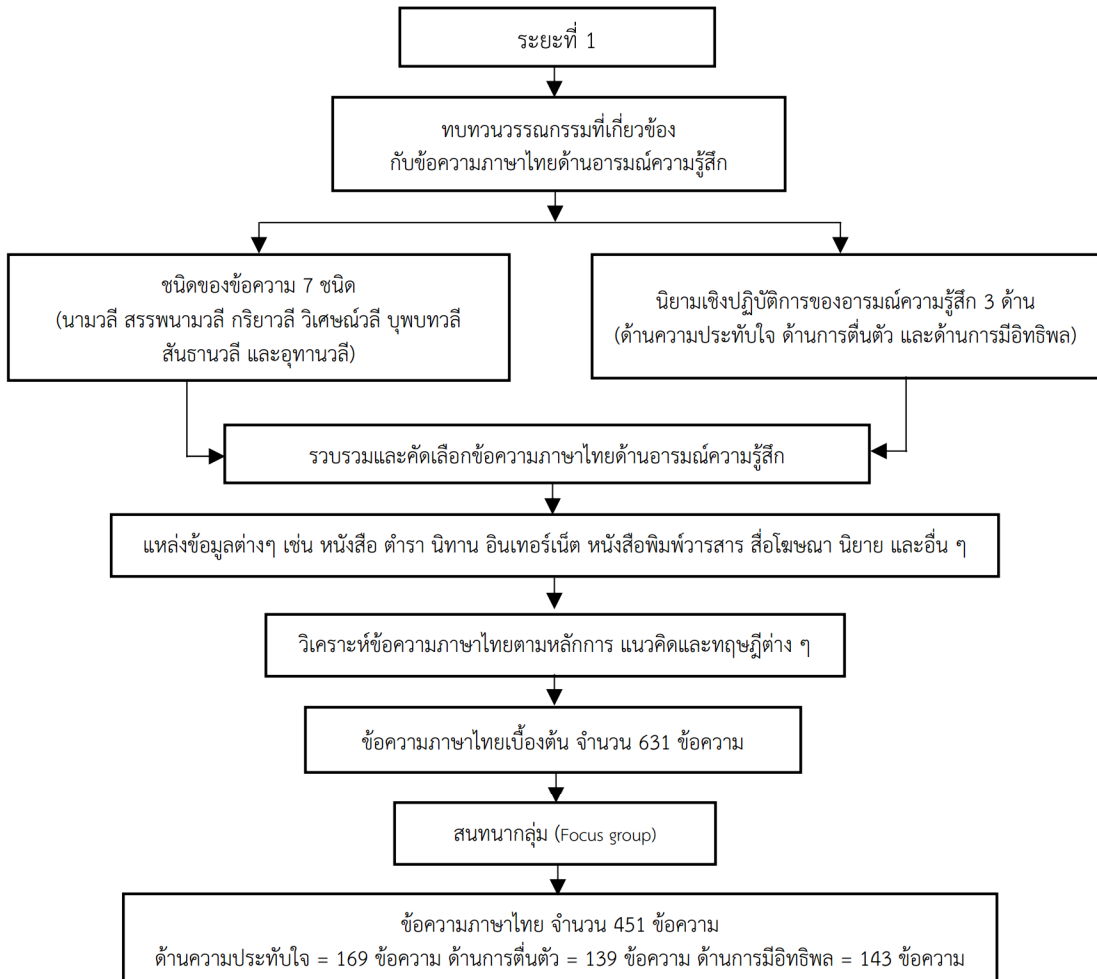 ระยะที่ 1
ทบทวนวรรณกรรมที่เกี่ยวข้อง
กับข้อความภาษาไทยด้านอารมณ์ความรู้สึก
ชนิดของข้อความ 7 ชนิด
(นามวลี สรรพนามวลี กริยาวลี วิเศษณ์วลี บุพบทวลี
สันธานวลี และอุทานวลี)
นิยามเชิงปฏิบัติการของอารมณ์ความรู้สึก 3 ด้าน
(ด้านความประทับใจ ด้านการตื่นตัว และด้านการมีอิทธิพล)
รวบรวมและคัดเลือกข้อความภาษาไทยด้านอารมณ์ความรู้สึก
แหล่งข้อมูลต่างๆ เช่น หนังสือ ตำรา นิทาน อินเทอร์เน็ต หนังสือพิมพ์วารสาร สื่อโฆษณา นิยาย และอื่น ๆ
วิเคราะห์ข้อความภาษาไทยตามหลักการ แนวคิดและทฤษฎีต่าง ๆ
ข้อความภาษาไทยเบื้องต้น จำนวน 631 ข้อความ
สนทนากลุ่ม (Focus group)
ข้อความภาษาไทย จำนวน 451 ข้อความ
ด้านความประทับใจ = 169 ข้อความ ด้านการตื่นตัว = 139 ข้อความ ด้านการมีอิทธิพล = 143 ข้อความ